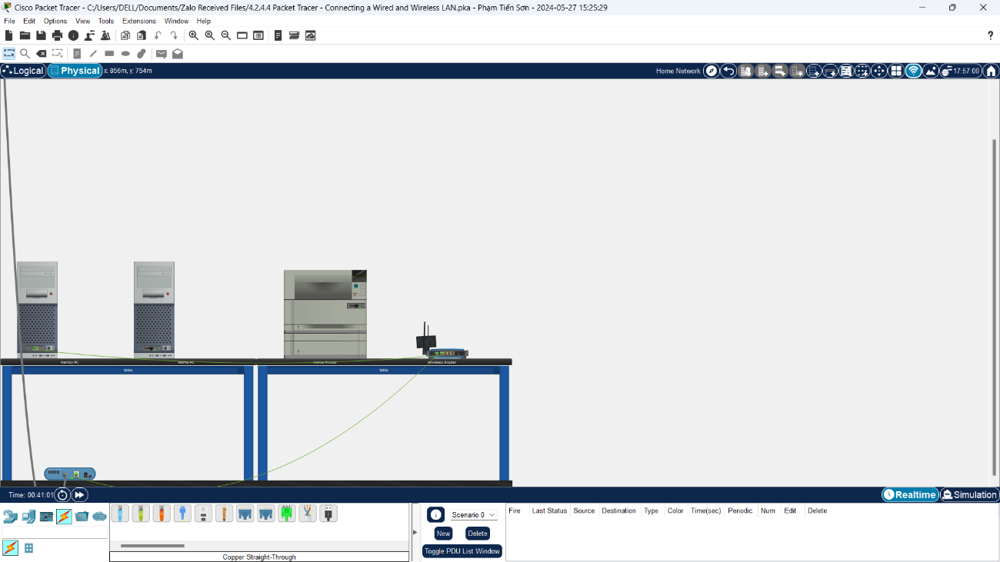 Cisco Packet Tracer - C:/Users/DELL/Documents/Zalo Received Files/4.2.4.4 Packet Tracer - Connecting a Wired and Wireless LAN.pka - Phạm Tiến Sơn - 2024-05-27 15:25:29
File Edit Options View Tools Extensions Window Help
Logical Physical x: 856m, y: 754m Home Network 17:57:00
Family PC Home PC Home Printer Wireless Router
Table Table
Time: 00:41:01 Realtime Simulation
Scenario 0 Fire Last Status Source Destination Type Color Time(sec) Periodic Num Edit Delete
New Delete
Toggle PDU List Window
Copper Straight-Through